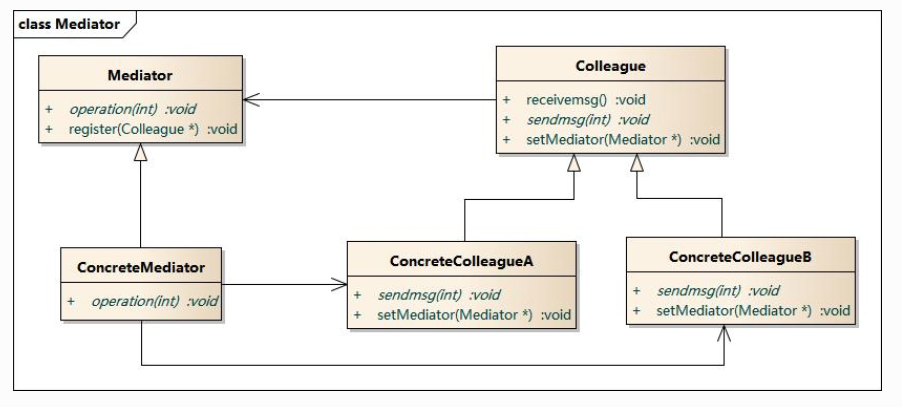 class Mediator
Mediator
+ operation(int) :void
+ register(Colleague *) :void
Colleague
+ receivemsg() :void
+ sendmsg(int) :void
+ setMediator(Mediator *) :void
ConcreteMediator
+ operation(int) :void
ConcreteColleagueA
+ sendmsg(int) :void
+ setMediator(Mediator *) :void
ConcreteColleagueB
+ sendmsg(int) :void
+ setMediator(Mediator *) :void